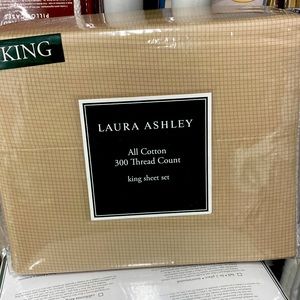 KING
LAURA ASHLEY
All Cotton
300 Thread Count
king sheet set